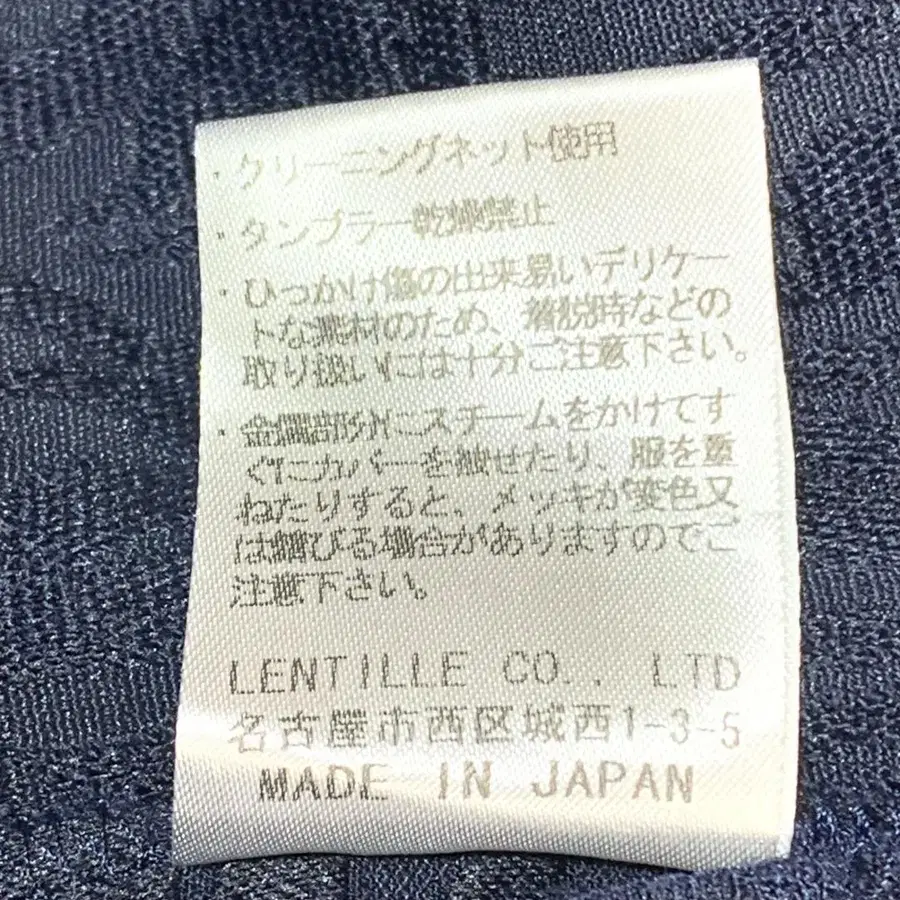 ・クリーニングネット使用
・タンブラー乾燥禁止
・ひっかけ傷の出来易いデリケー
トな素材のため、着脱時などの
取り扱いには十分ご注意下さい。
・金属部分にスチームをかけてす
ぐにカバーを被せたり、服を重
ねたりすると、メッキが変色又
は錆びる場合がありますのでご
注意下さい。
LENTILLE CO., LTD
名古屋市西区城西1-3-5
MADE IN JAPAN